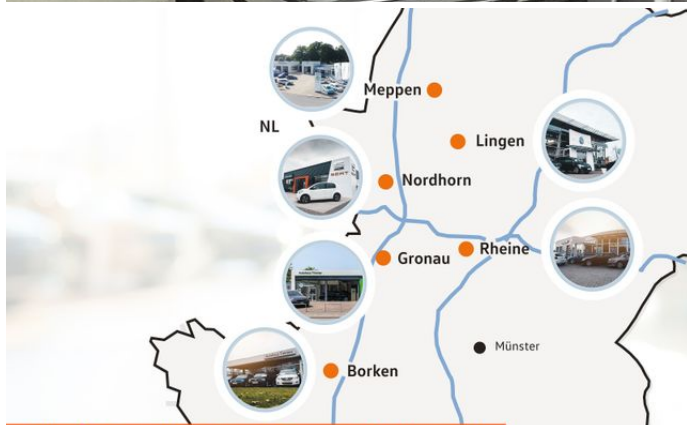 Meppen
NL
Lingen
Nordhorn
Rheine
Gronau
Münster
Borken